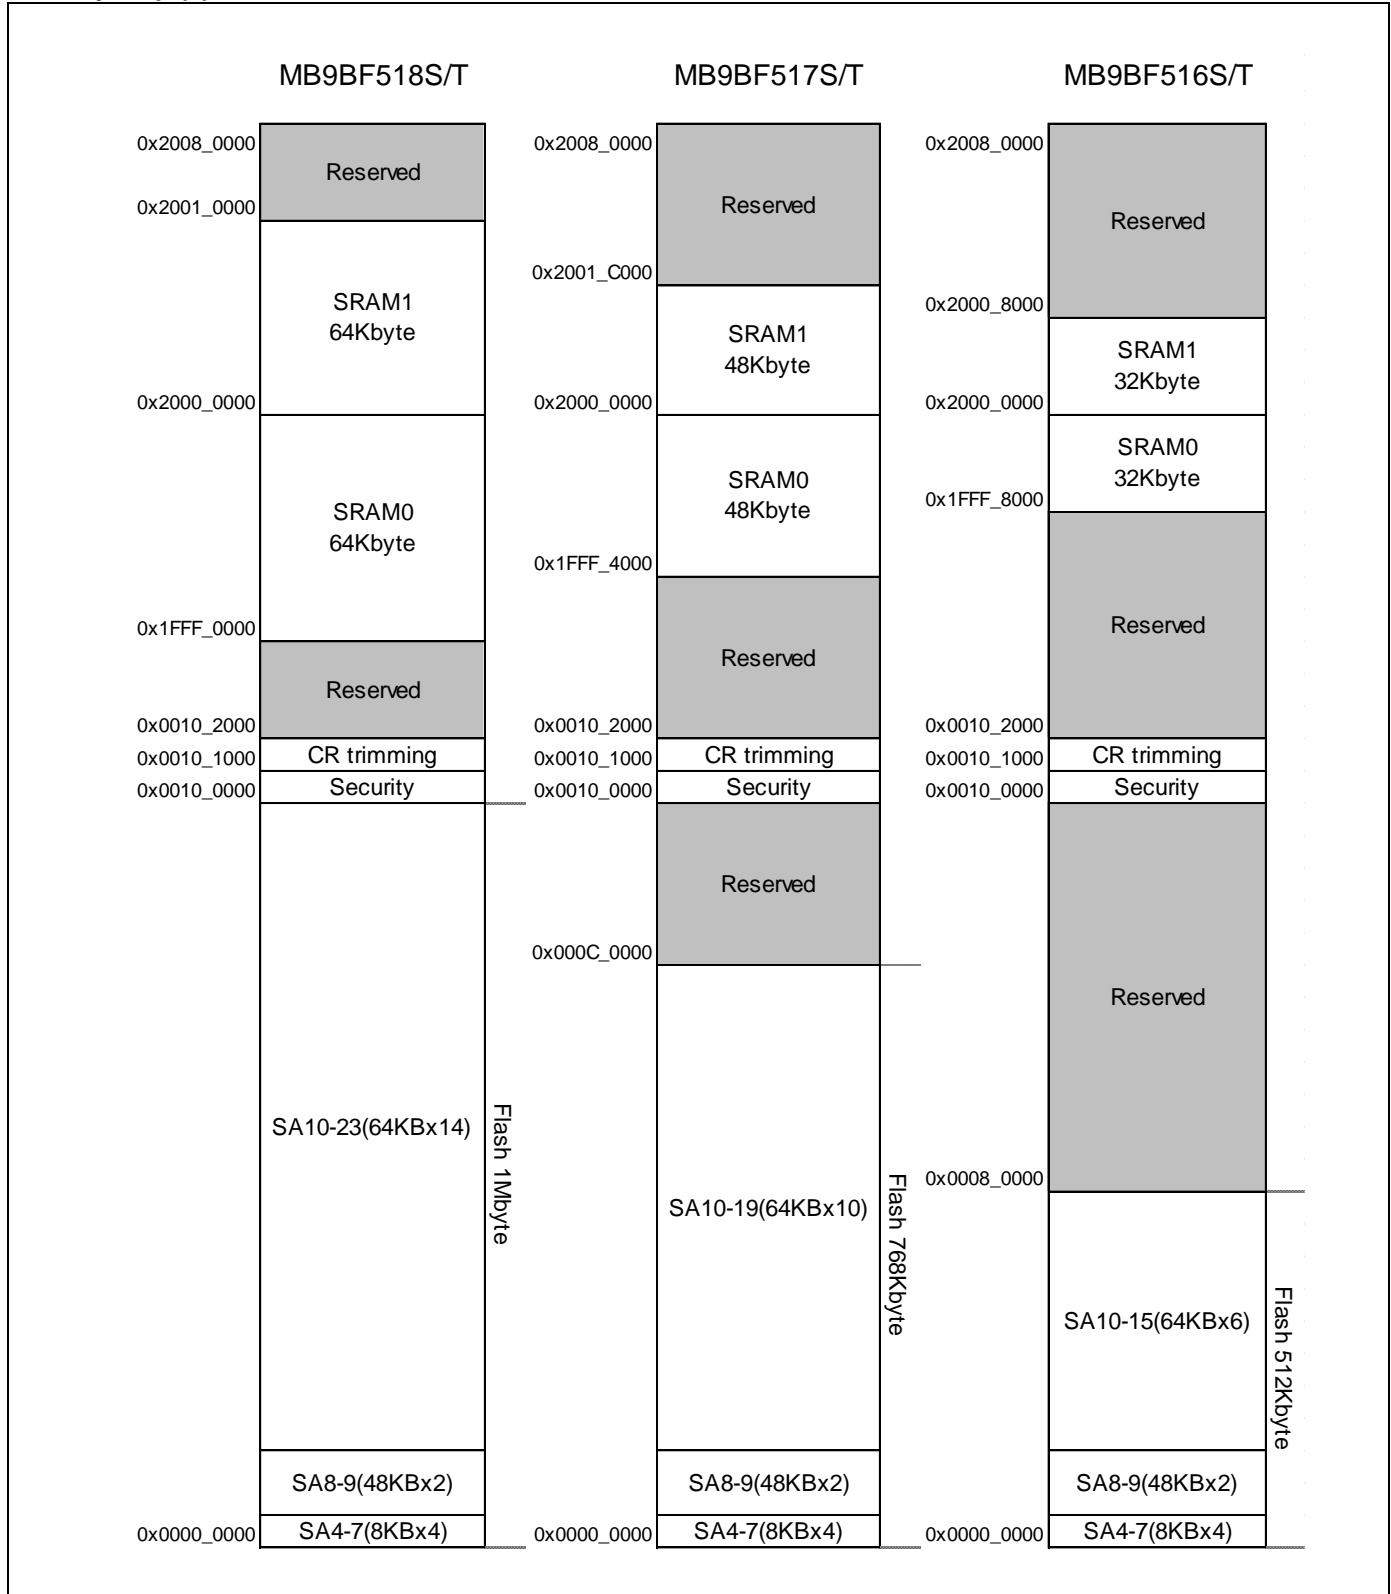 MB9BF518S/T
0x2008_0000
Reserved
0x2001_0000
SRAM1
64Kbyte
0x2000_0000
SRAM0
64Kbyte
0x1FFF_0000
Reserved
0x0010_2000
CR trimming
0x0010_1000
Security
0x0010_0000
SA10-23(64KBx14)
Flash 1Mbyte
SA8-9(48KBx2)
SA4-7(8KBx4)
0x0000_0000
MB9BF517S/T
0x2008_0000
Reserved
0x2001_C000
SRAM1
48Kbyte
0x2000_0000
SRAM0
48Kbyte
0x1FFF_4000
Reserved
0x0010_2000
CR trimming
0x0010_1000
Security
0x0010_0000
Reserved
0x000C_0000
SA10-19(64KBx10)
Flash 768Kbyte
SA8-9(48KBx2)
SA4-7(8KBx4)
0x0000_0000
MB9BF516S/T
0x2008_0000
Reserved
0x2000_8000
SRAM1
32Kbyte
0x2000_0000
SRAM0
32Kbyte
0x1FFF_8000
Reserved
0x0010_2000
CR trimming
0x0010_1000
Security
0x0010_0000
Reserved
0x0008_0000
SA10-15(64KBx6)
Flash 512Kbyte
SA8-9(48KBx2)
SA4-7(8KBx4)
0x0000_0000